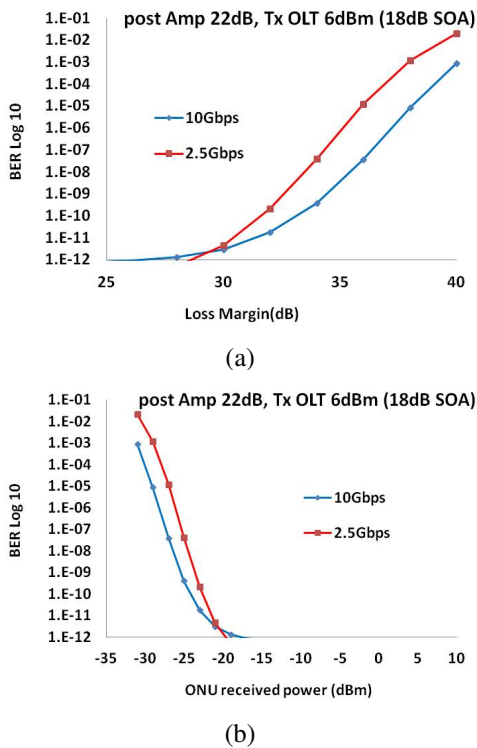 post Amp 22dB, Tx OLT 6dBm (18dB SOA)
1.E-01
1.E-02
1.E-03
1.E-04
1.E-05
1.E-06
1.E-07
1.E-08
1.E-09
1.E-10
1.E-11
1.E-12
BER Log 10
10Gbps
2.5Gbps
25 30 35 40
Loss Margin(dB)
(a)
post Amp 22dB, Tx OLT 6dBm (18dB SOA)
1.E-01
1.E-02
1.E-03
1.E-04
1.E-05
1.E-06
1.E-07
1.E-08
1.E-09
1.E-10
1.E-11
1.E-12
BER Log 10
10Gbps
2.5Gbps
-35 -30 -25 -20 -15 -10 -5 0 5 10
ONU received power (dBm)
(b)